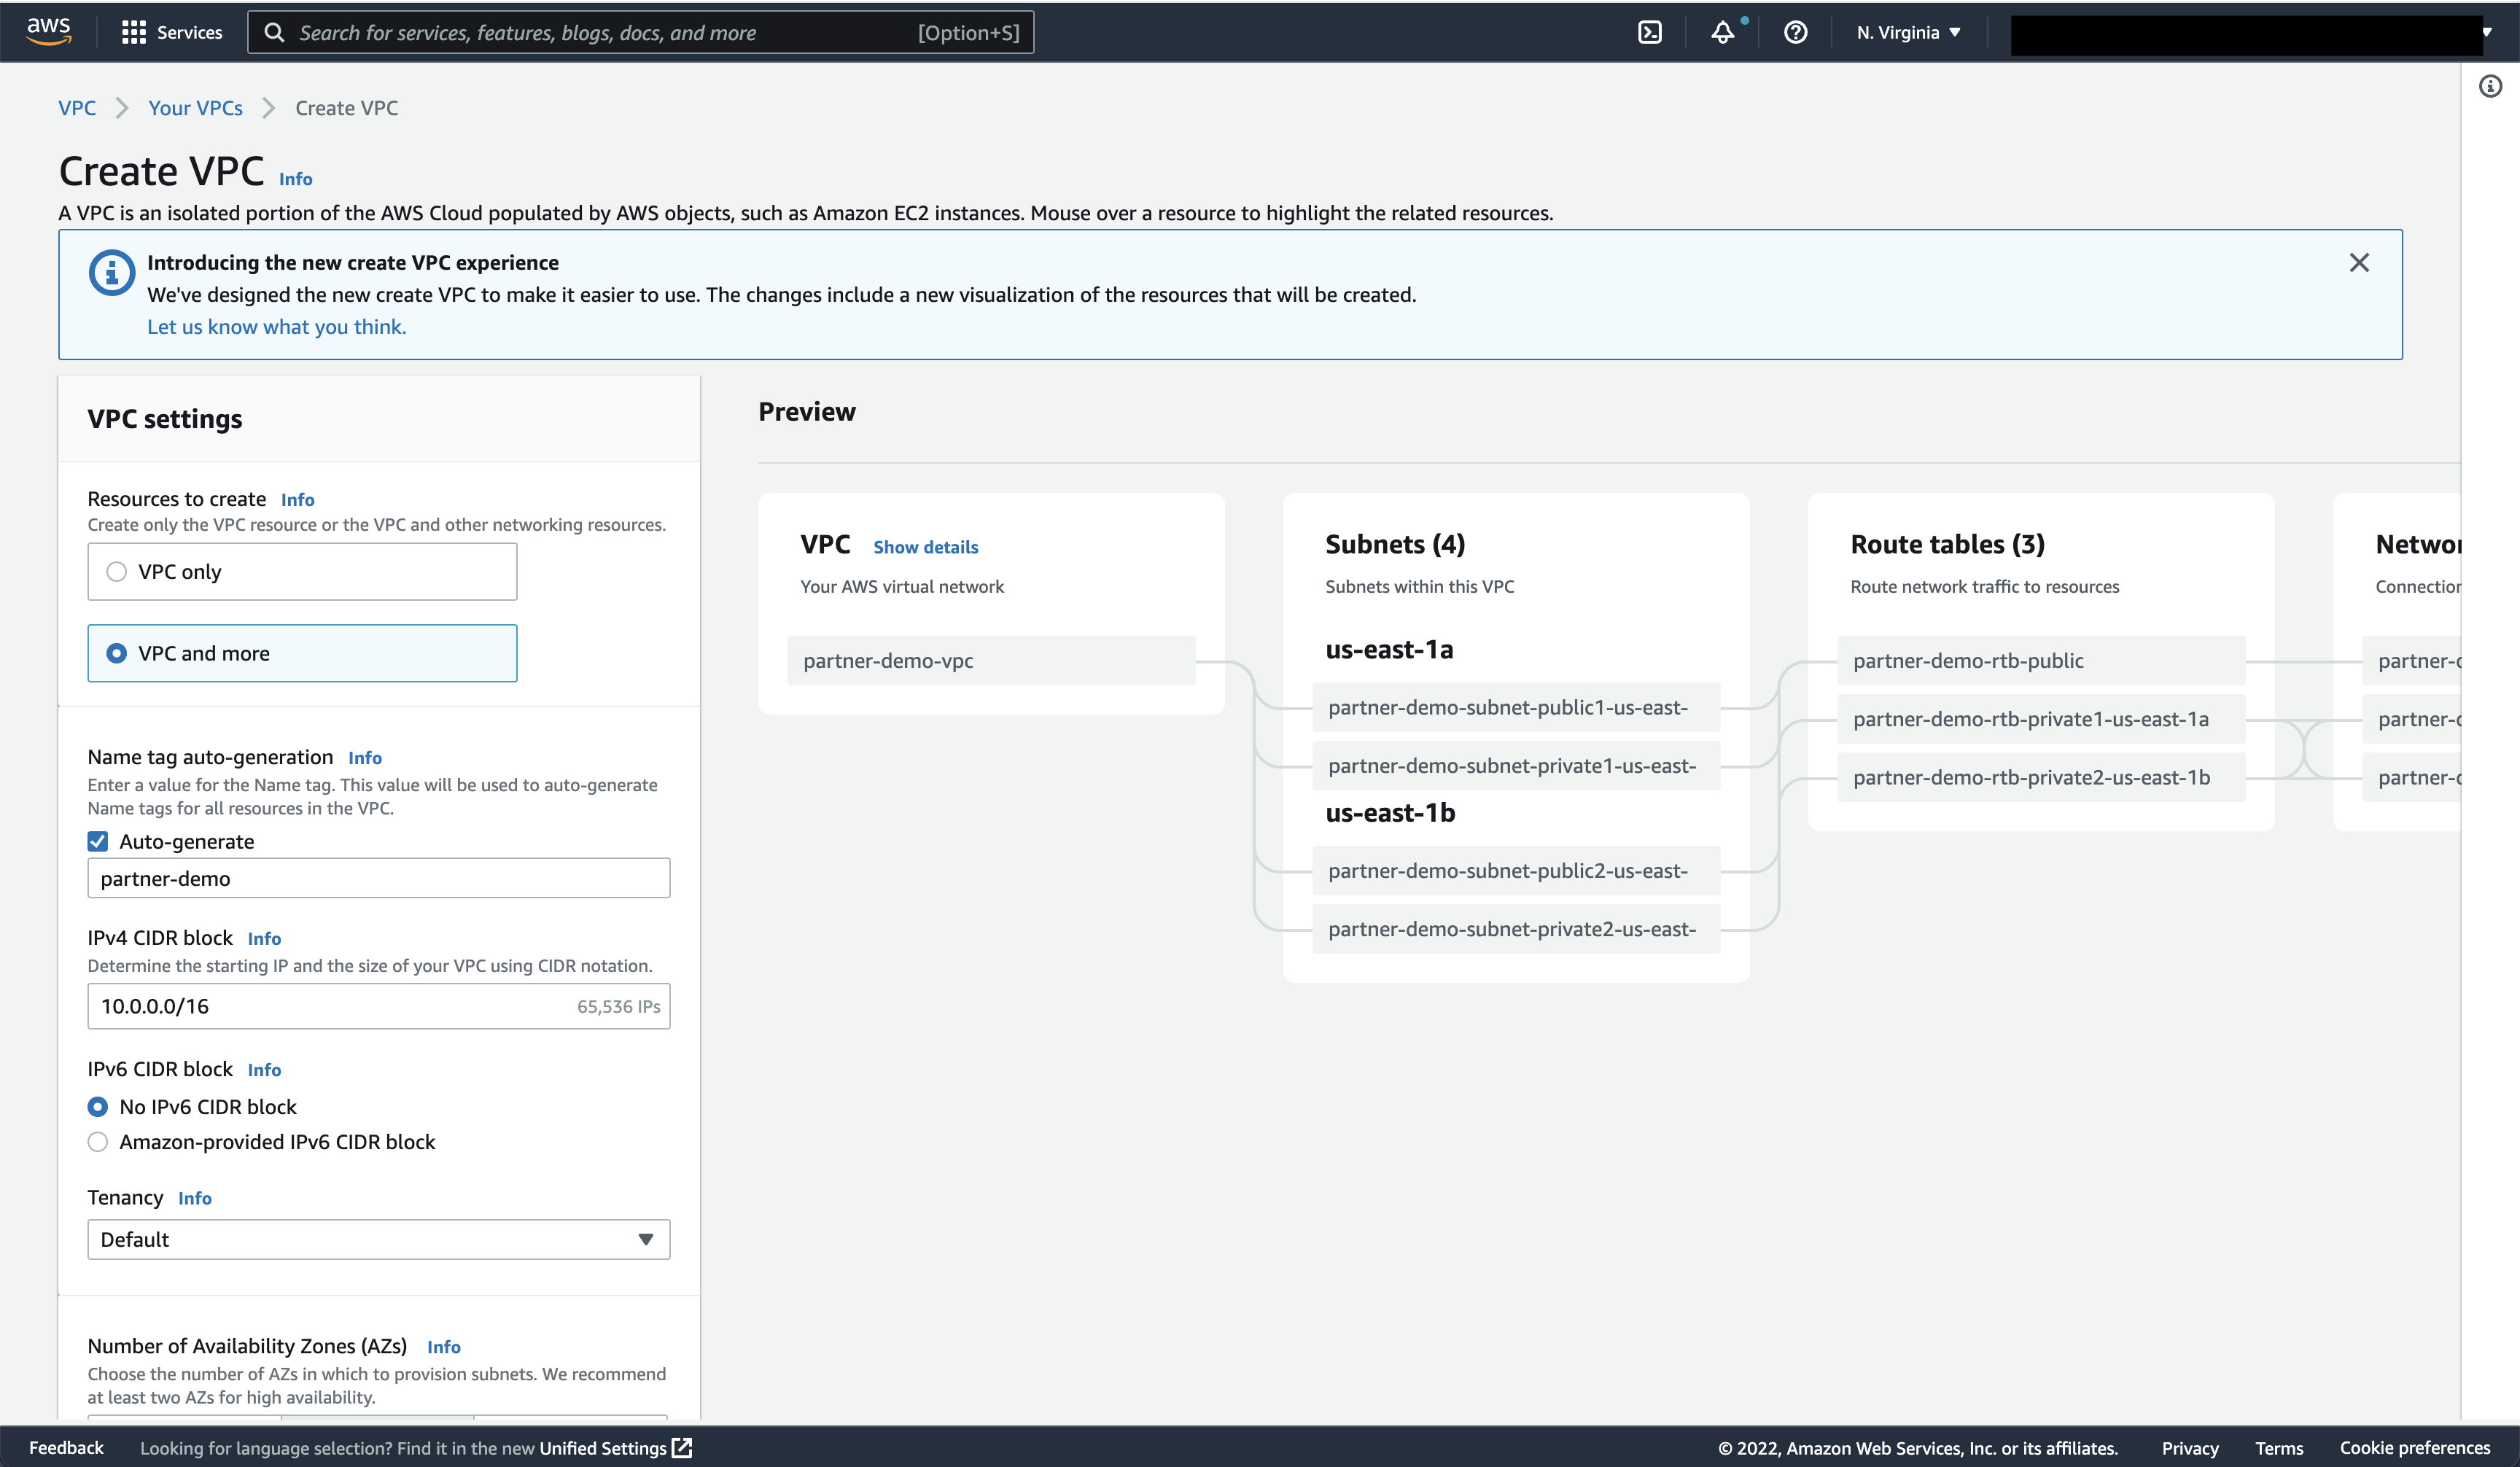 aws
Services
Search for services, features, blogs, docs, and more [Option+S]
N. Virginia
VPC Your VPCs Create VPC
Create VPC Info
A VPC is an isolated portion of the AWS Cloud populated by AWS objects, such as Amazon EC2 instances. Mouse over a resource to highlight the related resources.
Introducing the new create VPC experience
We've designed the new create VPC to make it easier to use. The changes include a new visualization of the resources that will be created.
Let us know what you think.
VPC settings
Resources to create Info
Create only the VPC resource or the VPC and other networking resources.
VPC only
VPC and more
Name tag auto-generation Info
Enter a value for the Name tag. This value will be used to auto-generate
Name tags for all resources in the VPC.
Auto-generate
partner-demo
IPv4 CIDR block Info
Determine the starting IP and the size of your VPC using CIDR notation.
10.0.0.0/16 65,536 IPs
IPv6 CIDR block Info
No IPv6 CIDR block
Amazon-provided IPv6 CIDR block
Tenancy Info
Default
Number of Availability Zones (AZs) Info
Choose the number of AZs in which to provision subnets. We recommend
at least two AZs for high availability.
Preview
VPC Show details
Your AWS virtual network
partner-demo-vpc
Subnets (4)
Subnets within this VPC
us-east-1a
partner-demo-subnet-public1-us-east-
partner-demo-subnet-private1-us-east-
us-east-1b
partner-demo-subnet-public2-us-east-
partner-demo-subnet-private2-us-east-
Route tables (3)
Route network traffic to resources
partner-demo-rtb-public
partner-demo-rtb-private1-us-east-1a
partner-demo-rtb-private2-us-east-1b
Feedback
Looking for language selection? Find it in the new Unified Settings
© 2022, Amazon Web Services, Inc. or its affiliates. Privacy Terms Cookie preferences